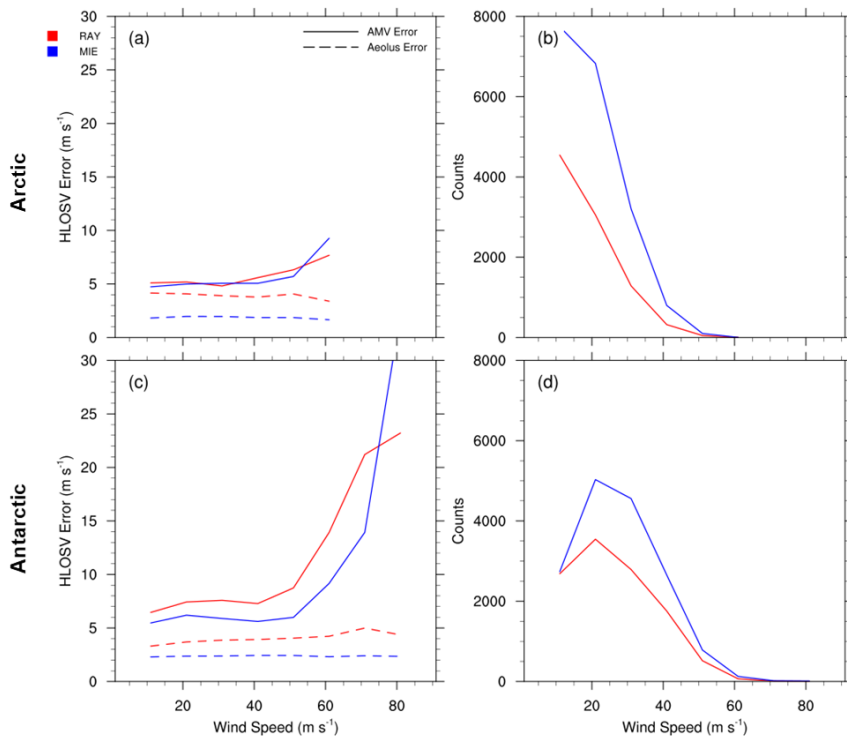 RAY
MIE
(a)
AMV Error
Aeolus Error
30
25
20
15
10
5
0
HLOSV Error (m s⁻¹)
Arctic
(b)
8000
6000
4000
2000
0
Counts
(c)
30
25
20
15
10
5
0
HLOSV Error (m s⁻¹)
Antarctic
20 40 60 80
Wind Speed (m s⁻¹)
(d)
8000
6000
4000
2000
0
Counts
20 40 60 80
Wind Speed (m s⁻¹)